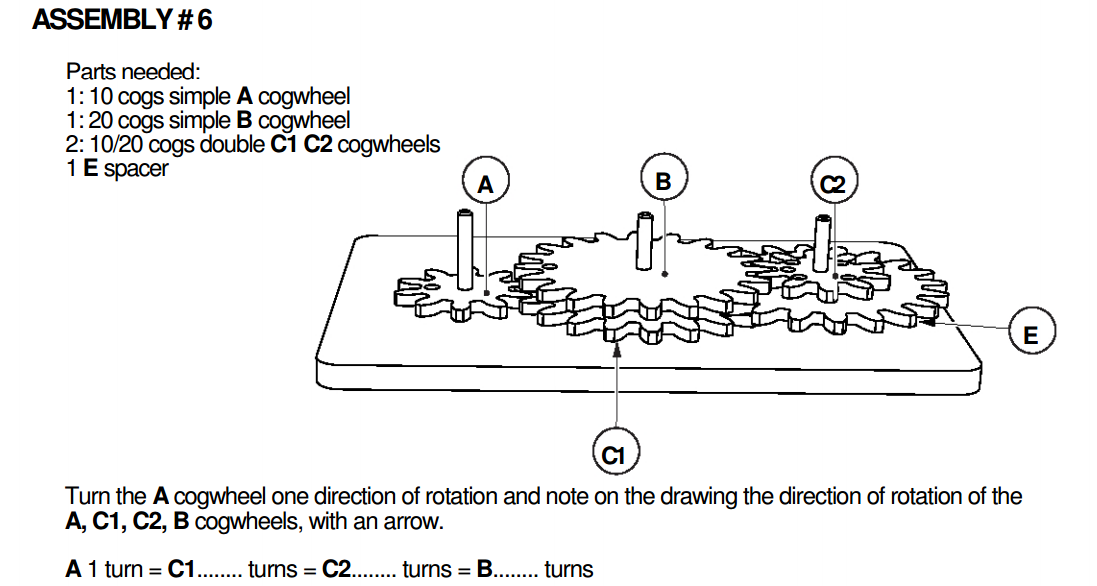 ASSEMBLY # 6
Parts needed:
1: 10 cogs simple A cogwheel
1: 20 cogs simple B cogwheel
2: 10/20 cogs double C1 C2 cogwheels
1 E spacer
A
B
C2
E
C1
Turn the A cogwheel one direction of rotation and note on the drawing the direction of rotation of the
A, C1, C2, B cogwheels, with an arrow.
A 1 turn = C1........ turns = C2........ turns = B........ turns